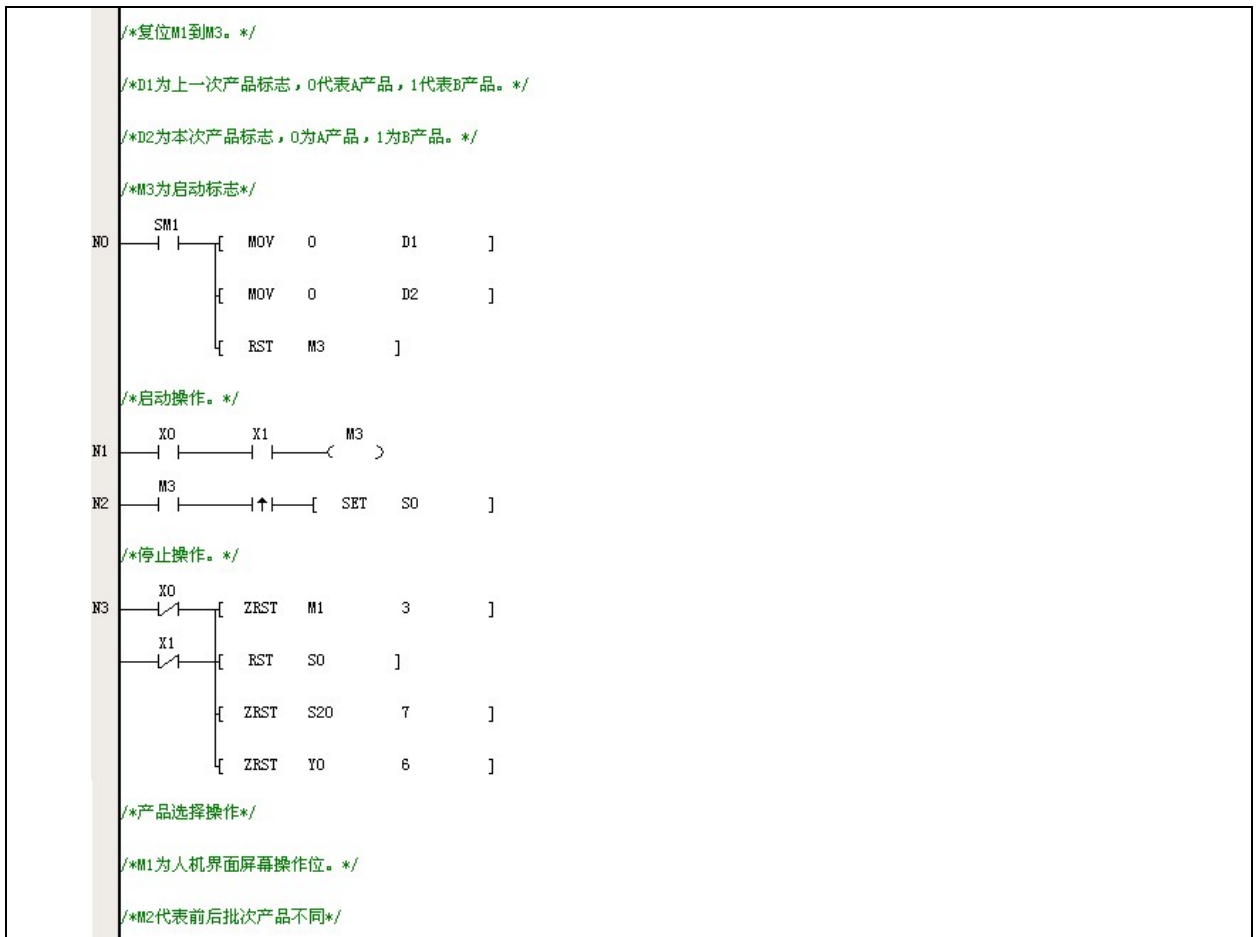 /*复位M1到M3。*/
/*D1为上一次产品标志，0代表A产品，1代表B产品。*/
/*D2为本次产品标志，0为A产品，1为B产品。*/
/*M3为启动标志*/
SM1
N0 [ MOV 0 D1 ]
[ MOV 0 D2 ]
[ RST M3 ]
/*启动操作。*/
X0 X1 M3
N1 ( )
M3
N2 [ SET S0 ]
/*停止操作。*/
X0
N3 [ ZRST M1 3 ]
X1
[ RST S0 ]
[ ZRST S20 7 ]
[ ZRST Y0 6 ]
/*产品选择操作*/
/*M1为人机界面屏幕操作位。*/
/*M2代表前后批次产品不同*/